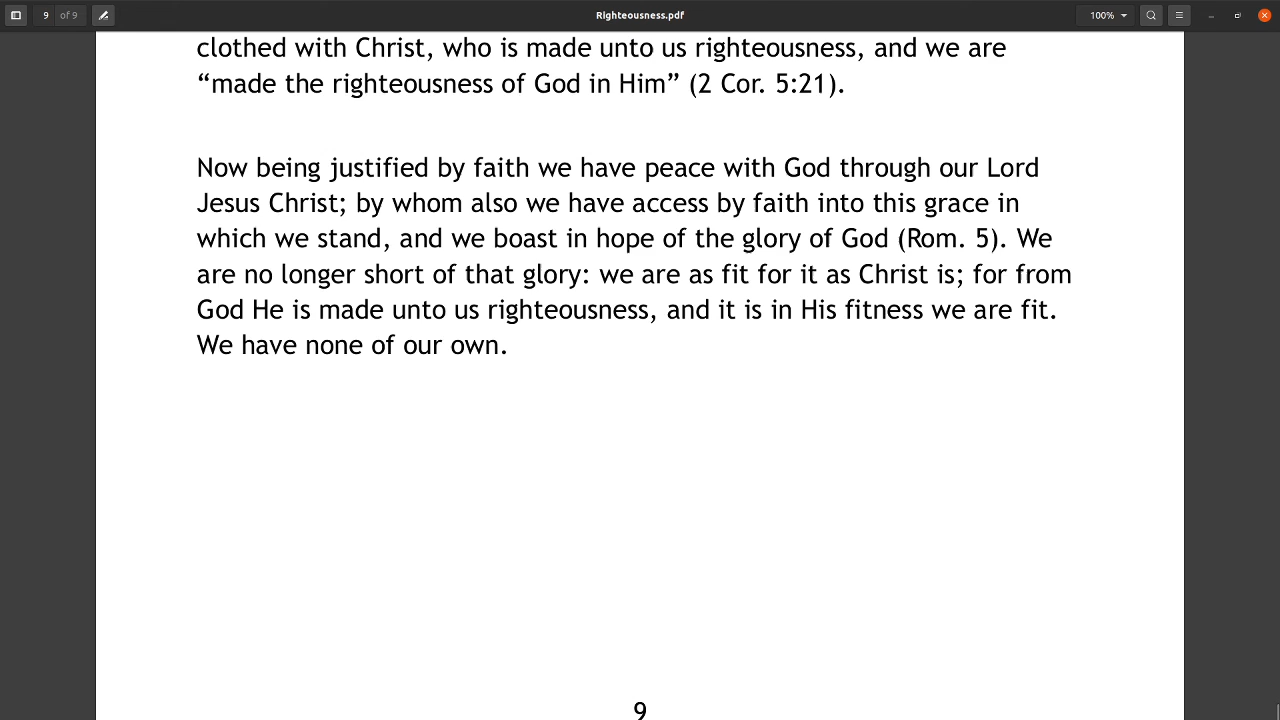 9 of 9
Righteousness.pdf
100%
clothed with Christ, who is made unto us righteousness, and we are
“made the righteousness of God in Him” (2 Cor. 5:21).
Now being justified by faith we have peace with God through our Lord
Jesus Christ; by whom also we have access by faith into this grace in
which we stand, and we boast in hope of the glory of God (Rom. 5). We
are no longer short of that glory: we are as fit for it as Christ is; for from
God He is made unto us righteousness, and it is in His fitness we are fit.
We have none of our own.
9